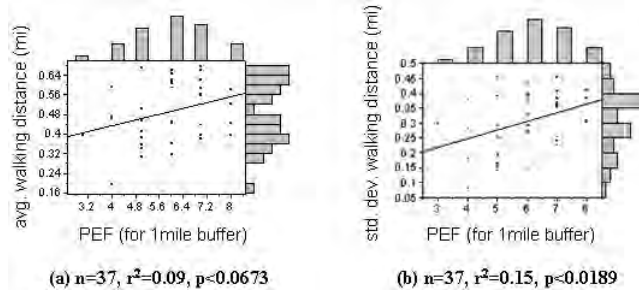 avg. walking distance (mi)
0.64
0.56
0.48
0.4
0.32
0.24
0.16
3.2 4 4.8 5.6 6.4 7.2 8
PEF (for 1mile buffer)
(a) n=37, r²=0.09, p<0.0673
std. dev. walking distance (mi)
0.5
0.45
0.4
0.35
0.3
0.25
0.2
0.15
0.1
0.05
3 4 5 6 7 8
PEF (for 1mile buffer)
(b) n=37, r²=0.15, p<0.0189